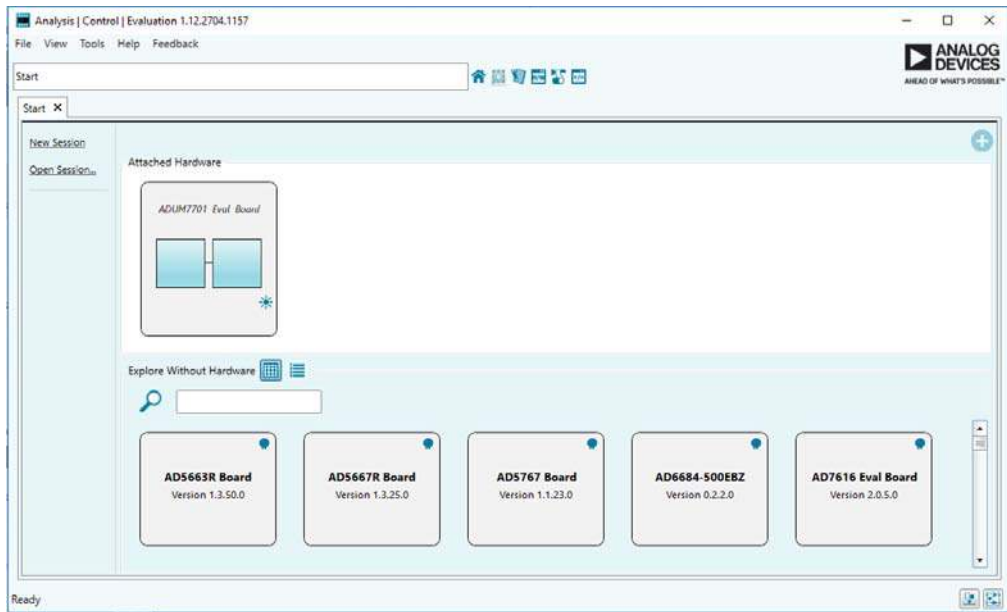 Analysis | Control | Evaluation 1.12.2704.1157
File View Tools Help Feedback
ANALOG
DEVICES
AHEAD OF WHAT'S POSSIBLE™
Start
Start
New Session
Open Session...
Attached Hardware
ADUM7701 Eval Board
Explore Without Hardware
AD5663R Board
Version 1.3.50.0
AD5667R Board
Version 1.3.25.0
AD5767 Board
Version 1.1.23.0
AD6684-500EBZ
Version 0.2.2.0
AD7616 Eval Board
Version 2.0.5.0
Ready